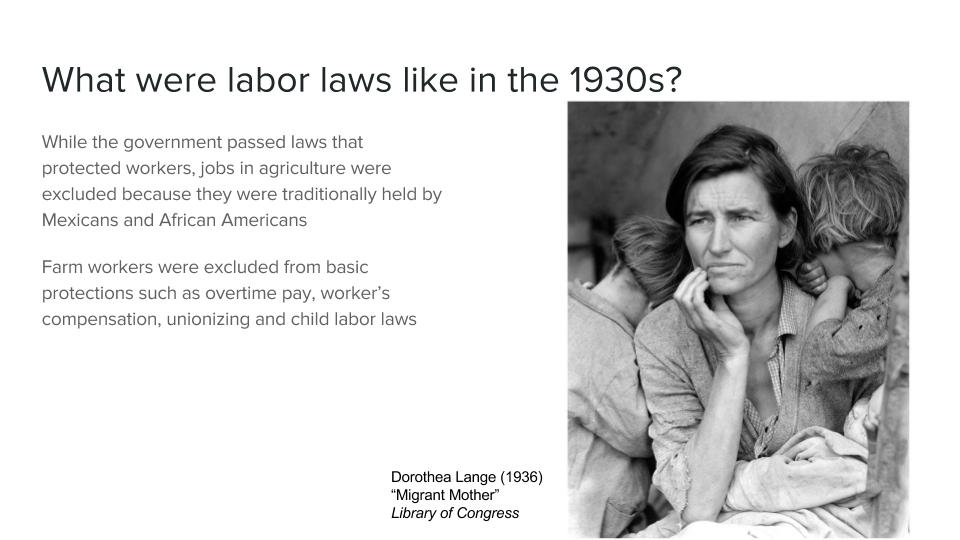 What were labor laws like in the 1930s?
While the government passed laws that
protected workers, jobs in agriculture were
excluded because they were traditionally held by
Mexicans and African Americans
Farm workers were excluded from basic
protections such as overtime pay, worker’s
compensation, unionizing and child labor laws
Dorothea Lange (1936)
“Migrant Mother”
Library of Congress